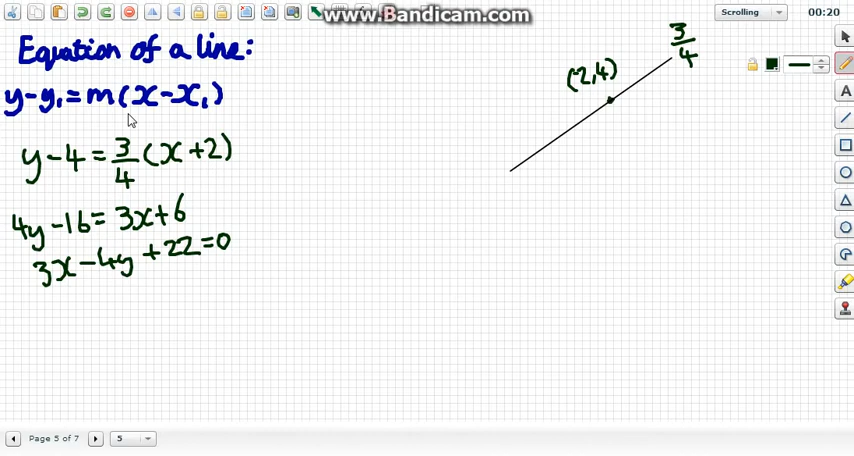 www.Bandicam.com
Scrolling
00:20
Equation of a line:
y-y₁=m(x-x₁)
y-4=3/4(x+2)
4y-16=3x+6
3x-4y+22=0
(-2,4)
3/4
A
Page 5 of 7
5